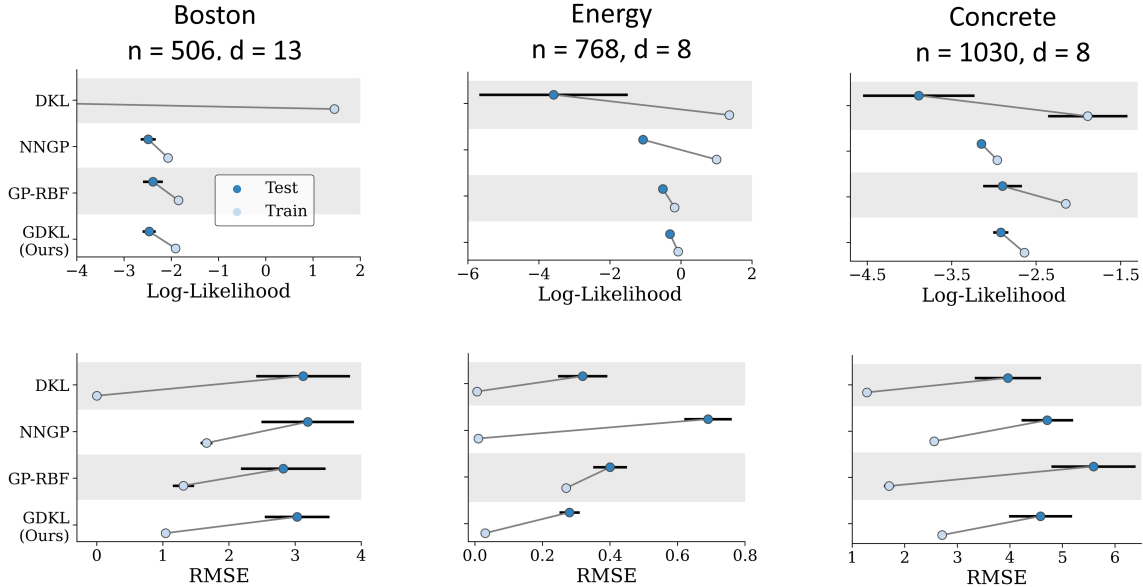 Boston
n = 506. d = 13
Energy
n = 768, d = 8
Concrete
n = 1030, d = 8
DKL
NNGP
GP-RBF
GDKL
(Ours)
Test
Train
−4 −3 −2 −1 0 1 2
Log-Likelihood
−6 −4 −2 0 2
Log-Likelihood
−4.5 −3.5 −2.5 −1.5
Log-Likelihood
DKL
NNGP
GP-RBF
GDKL
(Ours)
0 1 2 3 4
RMSE
0.0 0.2 0.4 0.6 0.8
RMSE
1 2 3 4 5 6
RMSE